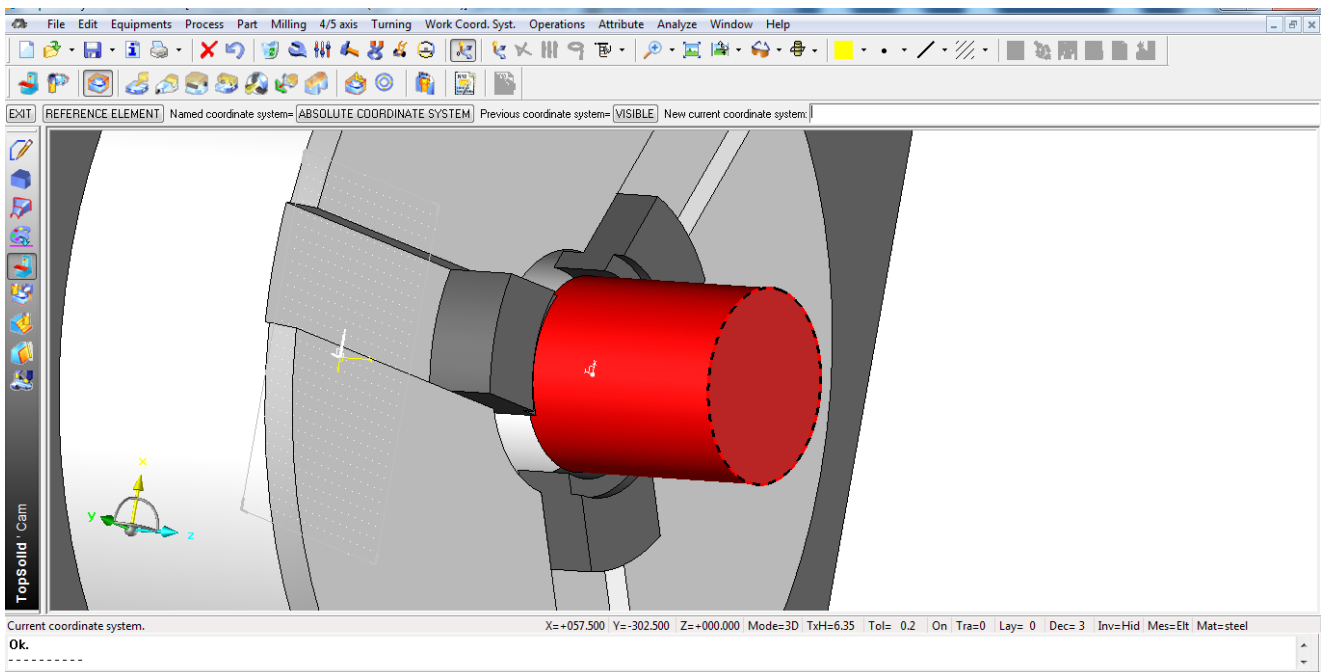 File Edit Equipments Process Part Milling 4/5 axis Turning Work Coord. Syst. Operations Attribute Analyze Window Help
EXIT REFERENCE ELEMENT Named coordinate system= ABSOLUTE COORDINATE SYSTEM Previous coordinate system= VISIBLE New current coordinate system:
x
y
z
TopSolid'Cam
Current coordinate system. X=+057.500 Y=-302.500 Z=+000.000 Mode=3D TxH=6.35 Tol= 0.2 On Tra=0 Lay= 0 Dec= 3 Inv=Hid Mes=Elt Mat=steel
Ok.
----------